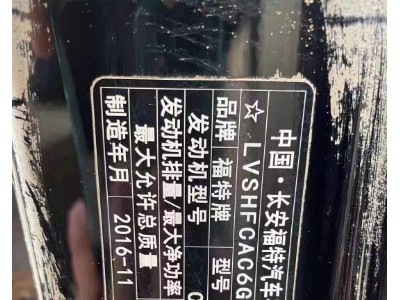 中国·长安福特汽车
☆LVSHFCAC6G
品牌 福特牌 型号
发动机型号
发动机排量/最大净功率
最大允许总质量
制造年月 2016-11